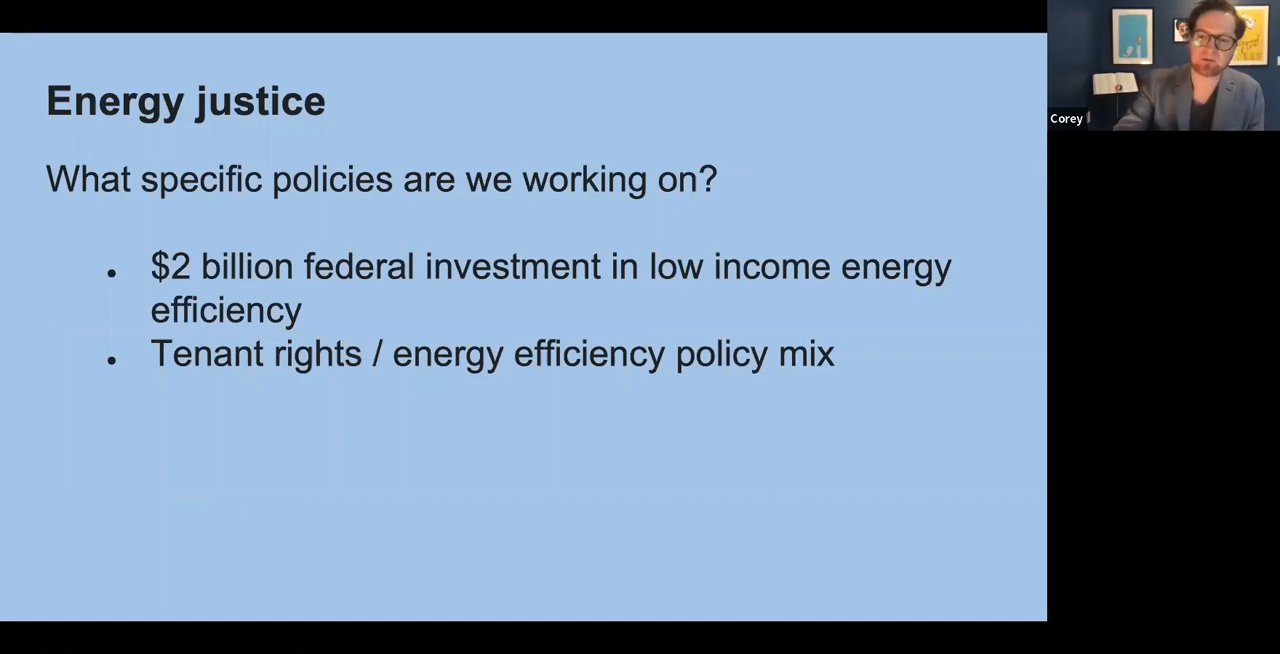 Energy justice
What specific policies are we working on?
• $2 billion federal investment in low income energy
efficiency
• Tenant rights / energy efficiency policy mix
Corey